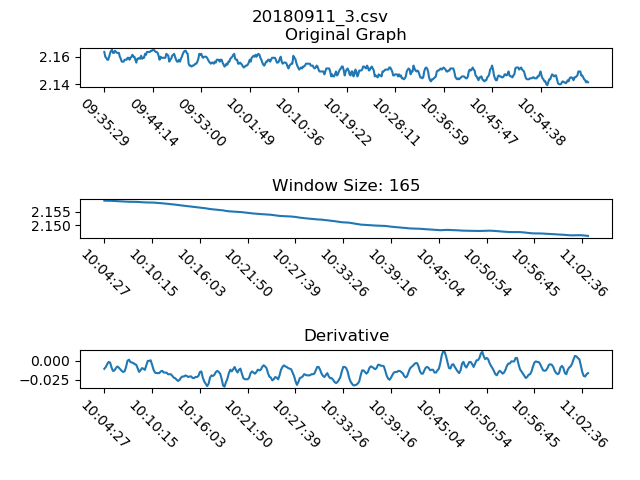 20180911_3.csv
Original Graph
2.16
2.14
09:35:29 09:44:14 09:53:00 10:01:49 10:10:36 10:19:22 10:28:11 10:36:59 10:45:47 10:54:38
Window Size: 165
2.155
2.150
10:04:27 10:10:15 10:16:03 10:21:50 10:27:39 10:33:26 10:39:16 10:45:04 10:50:54 10:56:45 11:02:36
Derivative
0.000
−0.025
10:04:27 10:10:15 10:16:03 10:21:50 10:27:39 10:33:26 10:39:16 10:45:04 10:50:54 10:56:45 11:02:36